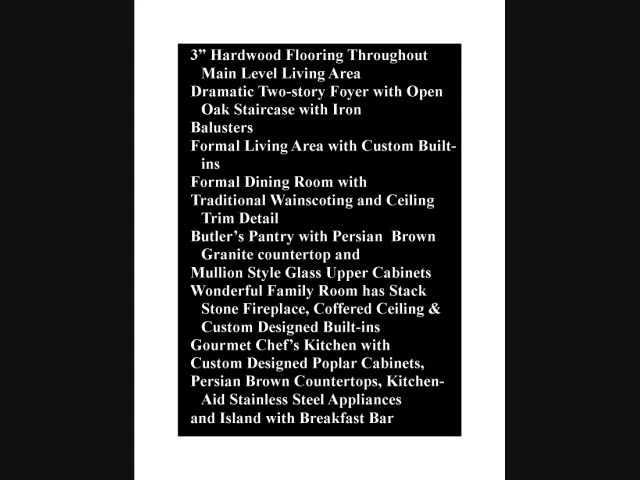 3” Hardwood Flooring Throughout
Main Level Living Area
Dramatic Two-story Foyer with Open
Oak Staircase with Iron
Balusters
Formal Living Area with Custom Built-
ins
Formal Dining Room with
Traditional Wainscoting and Ceiling
Trim Detail
Butler’s Pantry with Persian  Brown
Granite countertop and
Mullion Style Glass Upper Cabinets
Wonderful Family Room has Stack
Stone Fireplace, Coffered Ceiling &
Custom Designed Built-ins
Gourmet Chef’s Kitchen with
Custom Designed Poplar Cabinets,
Persian Brown Countertops, Kitchen-
Aid Stainless Steel Appliances
and Island with Breakfast Bar